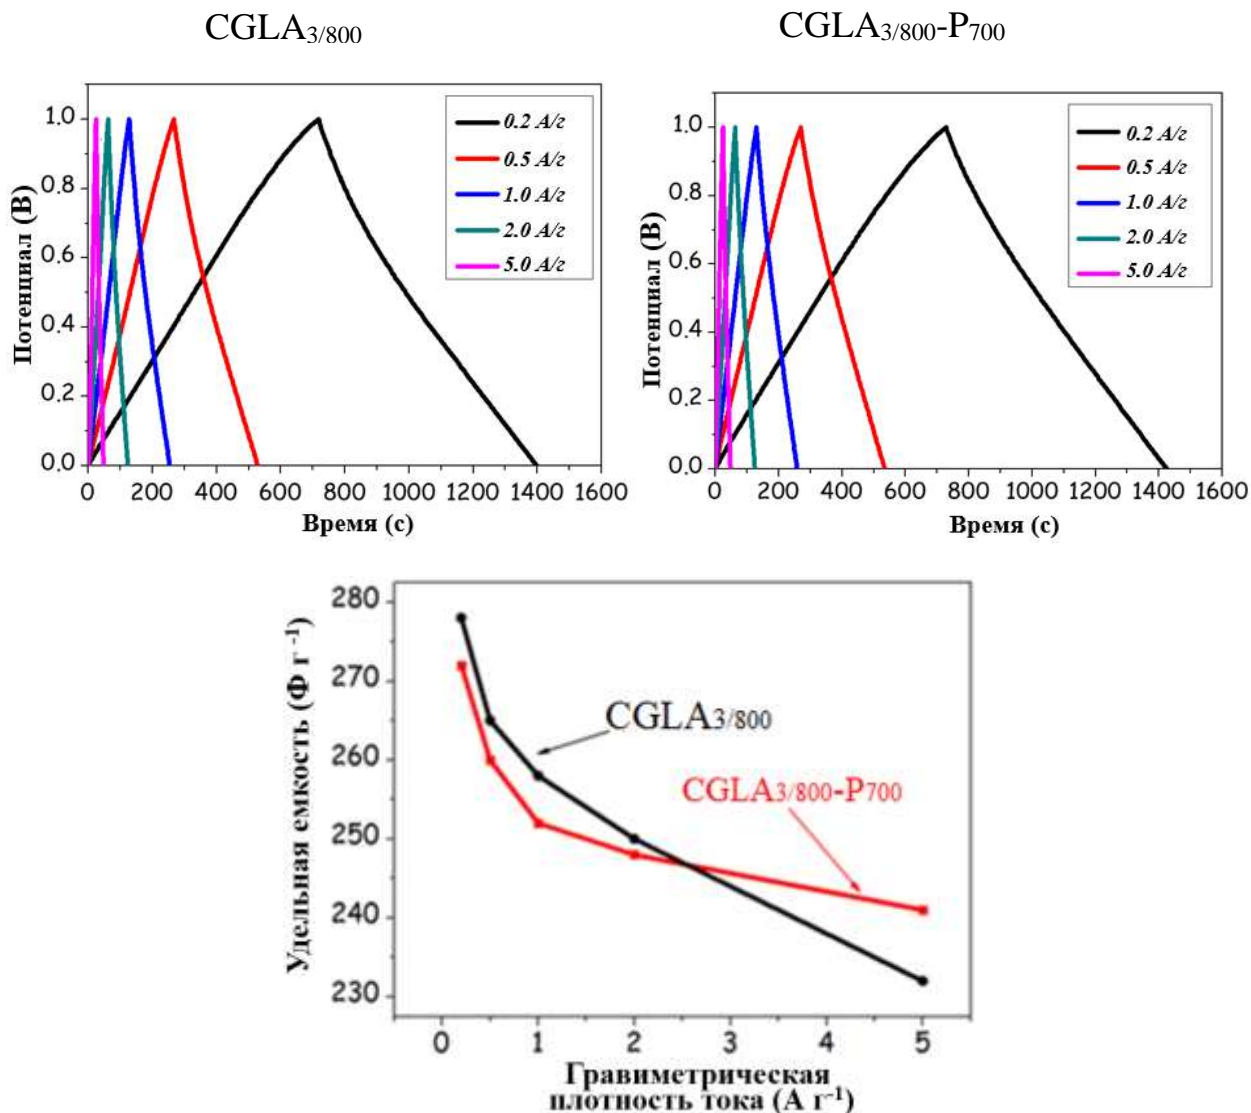 CGLA3/800
CGLA3/800-P700
Потенциал (В)
1.0
0.8
0.6
0.4
0.2
0.0
0.2 А/г
0.5 А/г
1.0 А/г
2.0 А/г
5.0 А/г
0 200 400 600 800 1000 1200 1400 1600
Время (с)
Потенциал (В)
1.0
0.8
0.6
0.4
0.2
0.0
0.2 А/г
0.5 А/г
1.0 А/г
2.0 А/г
5.0 А/г
0 200 400 600 800 1000 1200 1400 1600
Время (с)
Удельная емкость (Ф г -1)
280
270
260
250
240
230
CGLA3/800
CGLA3/800-P700
0 1 2 3 4 5
Гравиметрическая
плотность тока (А г-1)